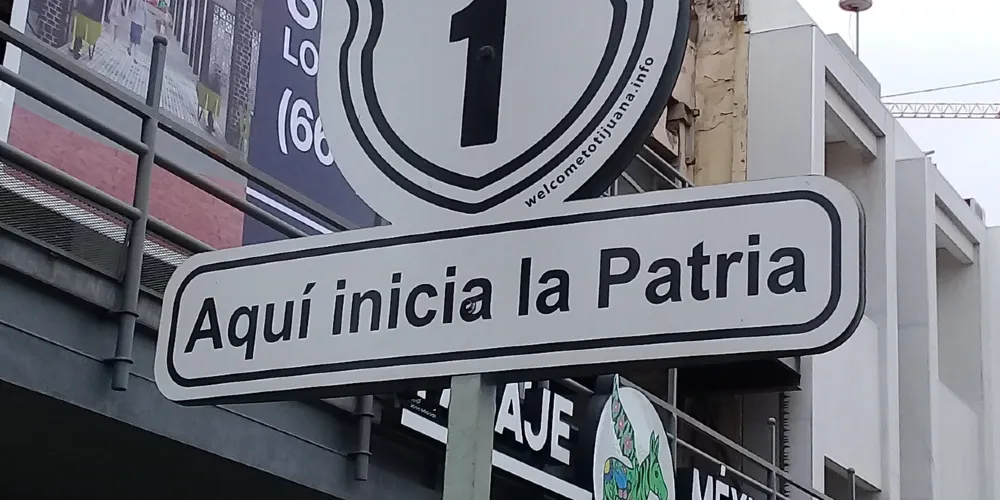 LO
(66
1
welcometotijuana.info
Aquí inicia la Patria
AJE
MÉX